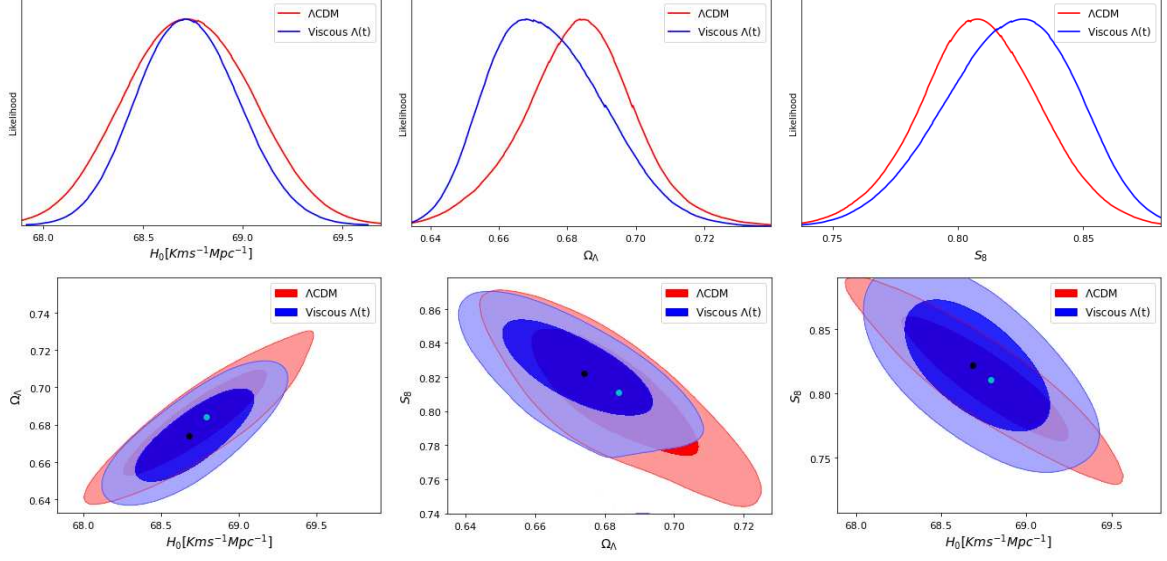 Likelihood
ΛCDM
Viscous Λ(t)
68.0 68.5 69.0 69.5
H₀[Kms⁻¹Mpc⁻¹]
Likelihood
ΛCDM
Viscous Λ(t)
0.64 0.66 0.68 0.70 0.72
Ω_Λ
Likelihood
ΛCDM
Viscous Λ(t)
0.75 0.80 0.85
S₈
ΛCDM
Viscous Λ(t)
0.74
0.72
0.70
0.68
0.66
0.64
Ω_Λ
68.0 68.5 69.0 69.5
H₀[Kms⁻¹Mpc⁻¹]
ΛCDM
Viscous Λ(t)
0.88
0.86
0.84
0.82
0.80
0.78
0.76
0.74
S₈
0.64 0.66 0.68 0.70 0.72
Ω_Λ
ΛCDM
Viscous Λ(t)
0.85
0.80
0.75
S₈
68.0 68.5 69.0 69.5
H₀[Kms⁻¹Mpc⁻¹]